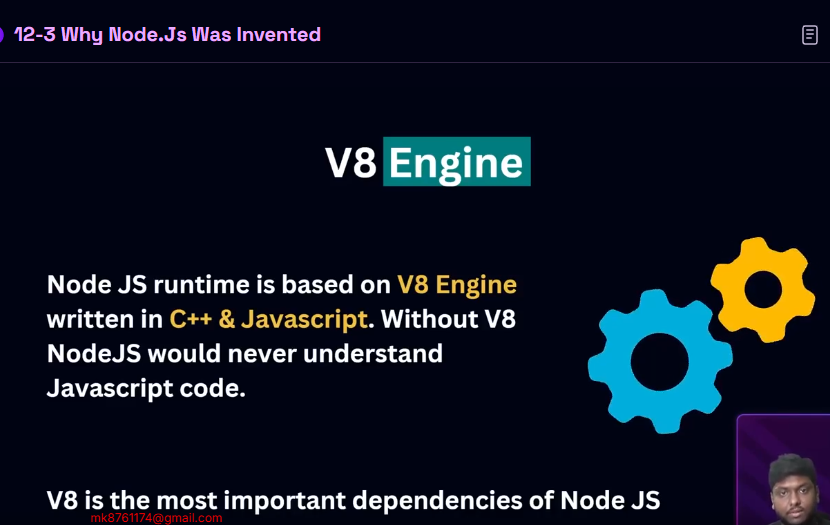 12-3 Why Node.Js Was Invented
V8 Engine
Node JS runtime is based on V8 Engine
written in C++ & Javascript. Without V8
NodeJS would never understand
Javascript code.
V8 is the most important dependencies of Node JS
mk8761174@gmail.com